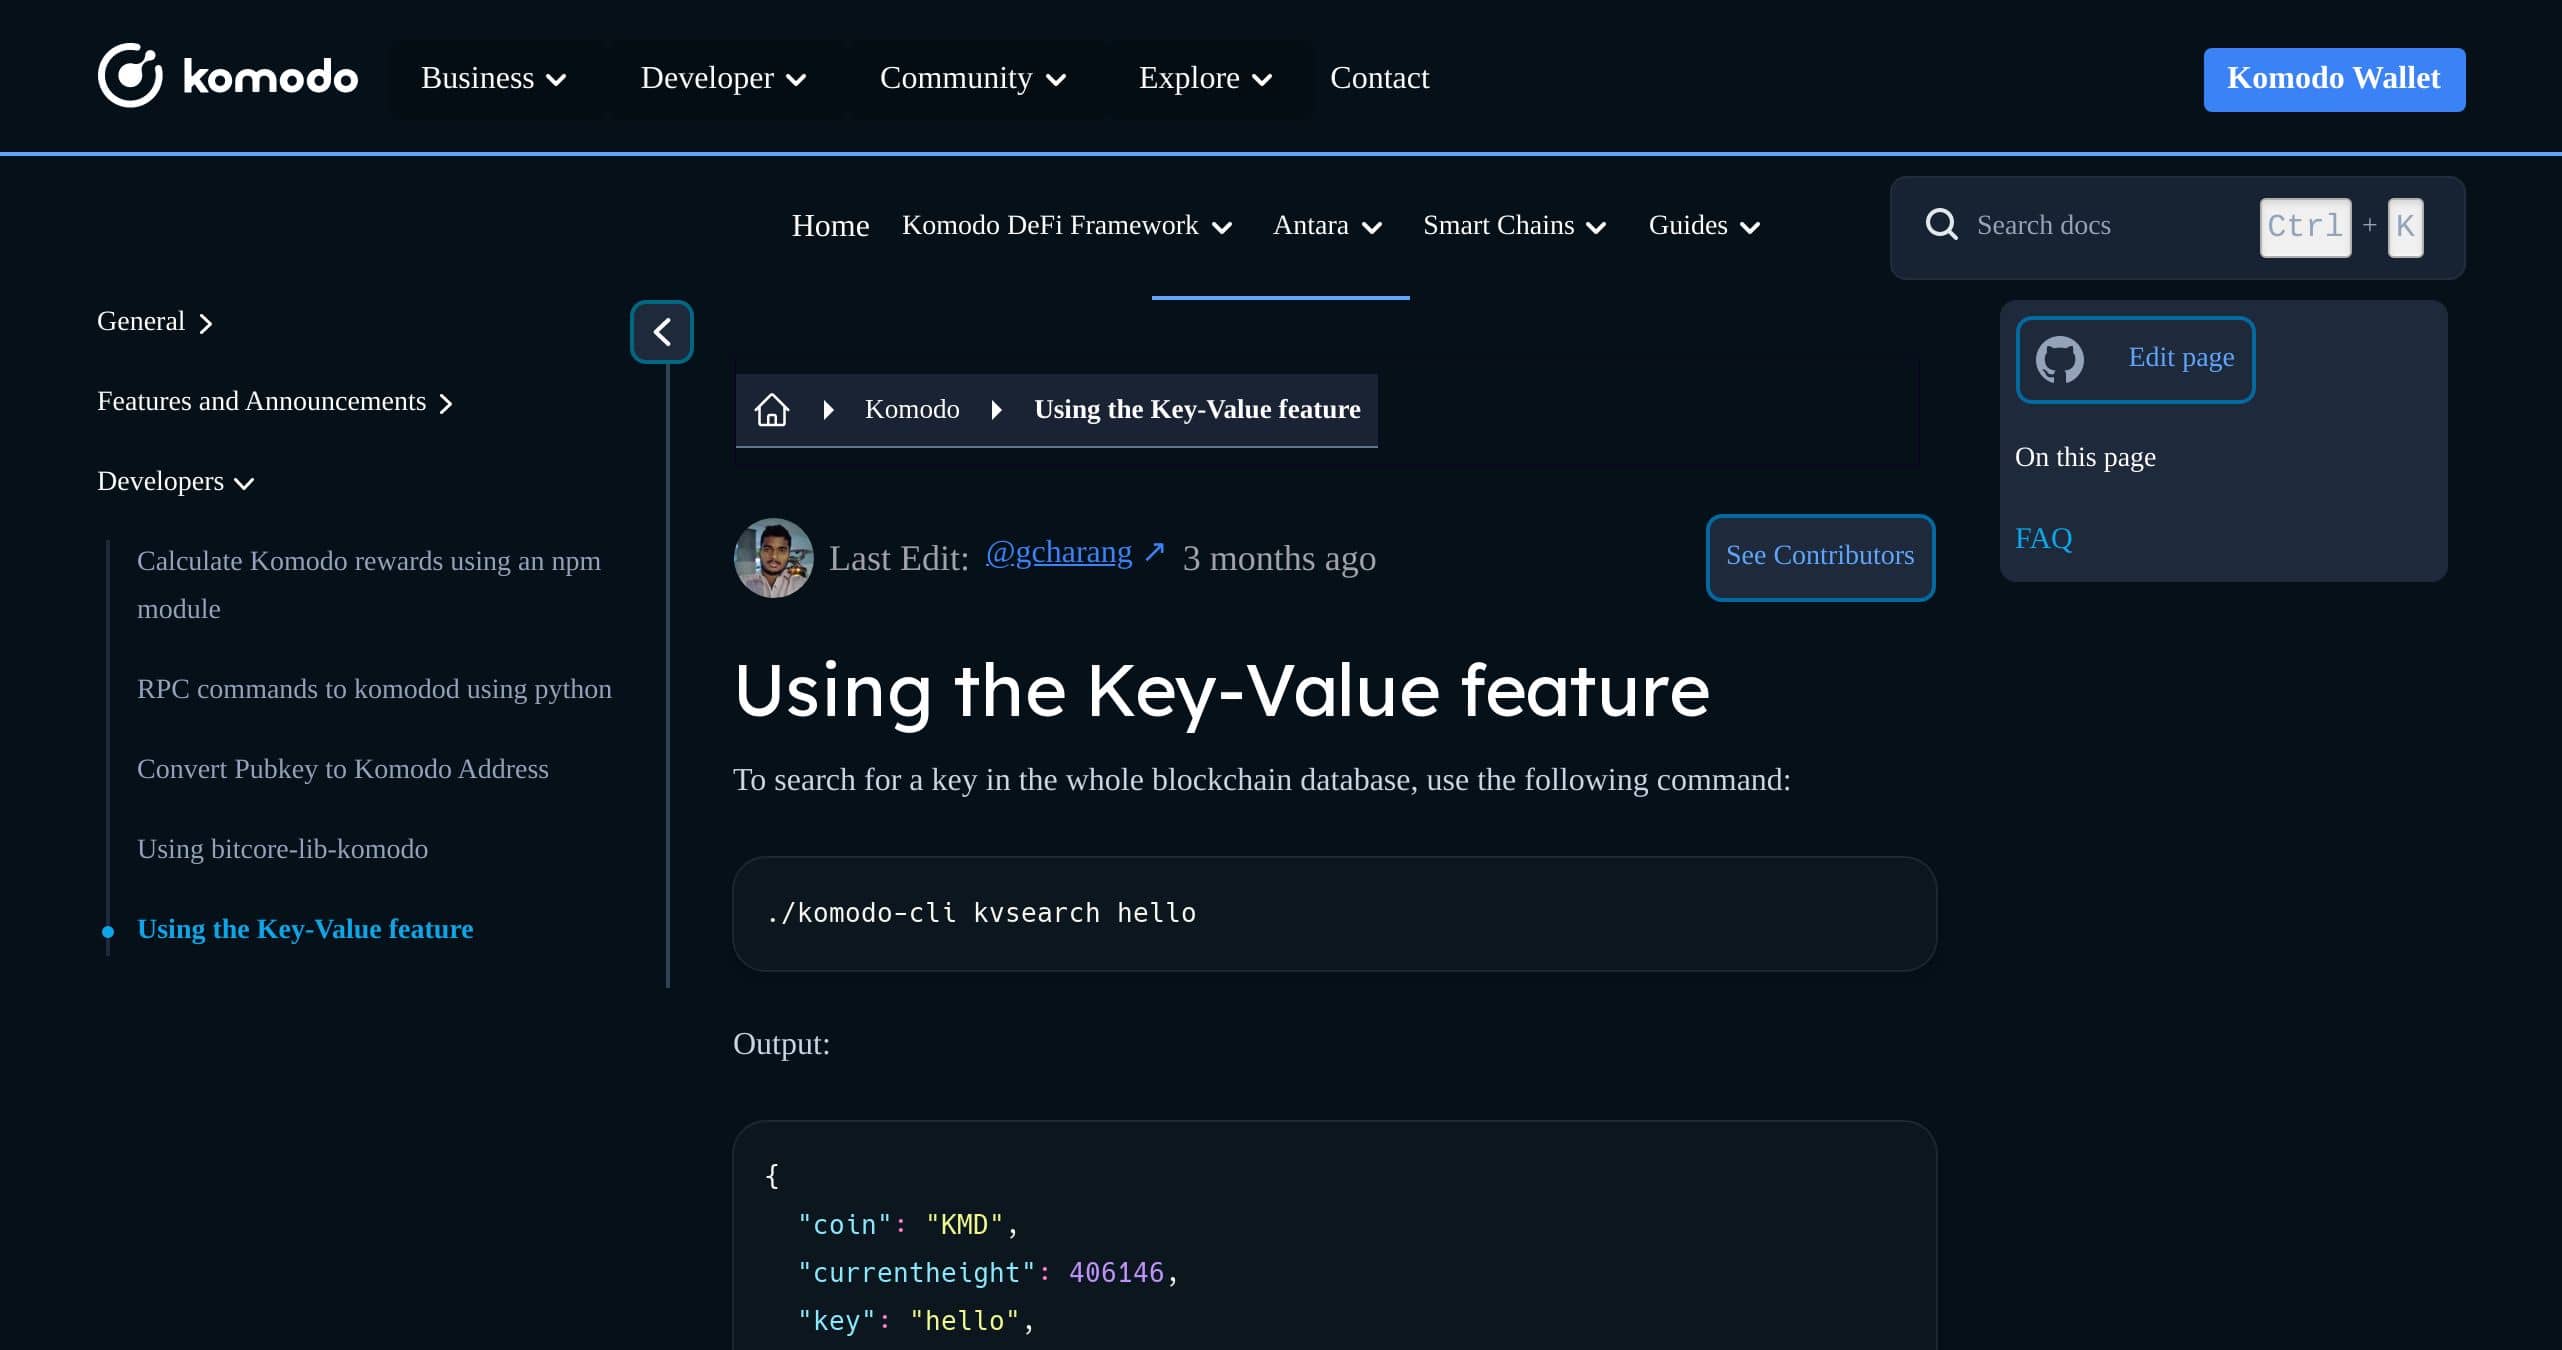 komodo Business Developer Community Explore Contact Komodo Wallet
Home Komodo DeFi Framework Antara Smart Chains Guides Search docs Ctrl + K
General
Features and Announcements
Developers
Calculate Komodo rewards using an npm
module
RPC commands to komodod using python
Convert Pubkey to Komodo Address
Using bitcore-lib-komodo
Using the Key-Value feature
Komodo Using the Key-Value feature
Last Edit: @gcharang ↗ 3 months ago
See Contributors
Using the Key-Value feature
To search for a key in the whole blockchain database, use the following command:
./komodo-cli kvsearch hello
Output:
{
"coin": "KMD",
"currentheight": 406146,
"key": "hello",
Edit page
On this page
FAQ